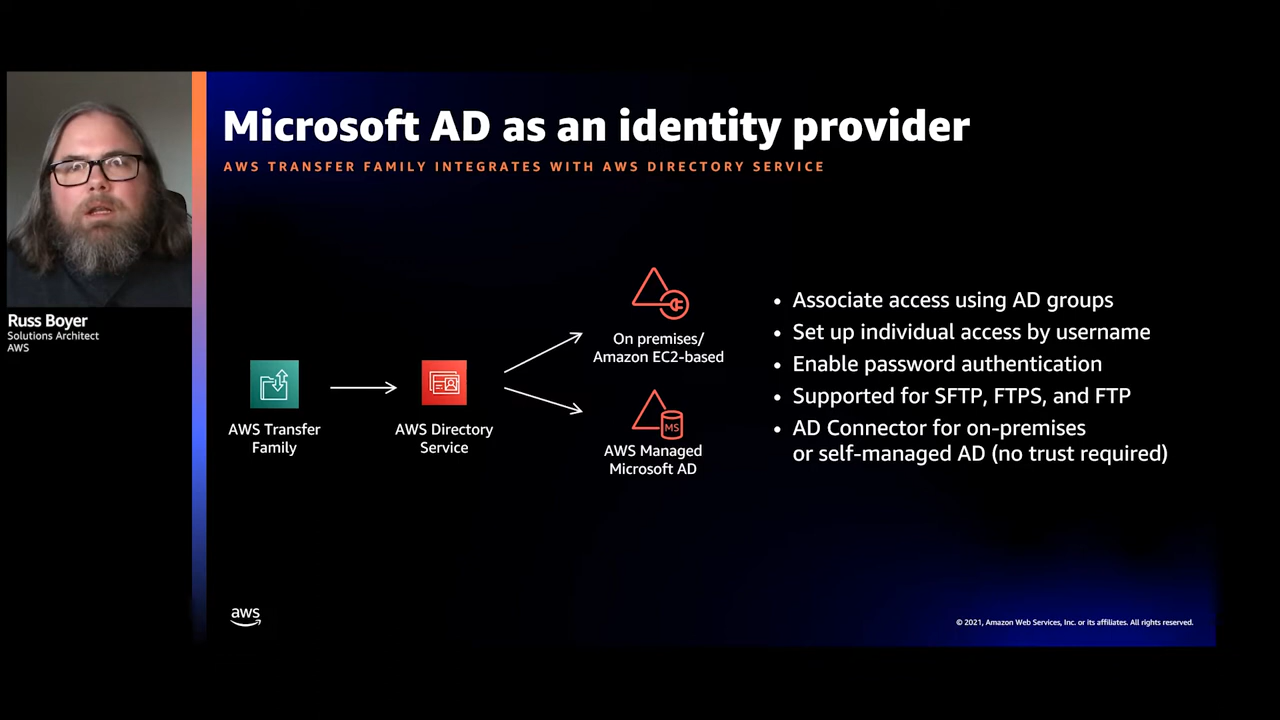 Microsoft AD as an identity provider
AWS TRANSFER FAMILY INTEGRATES WITH AWS DIRECTORY SERVICE
Russ Boyer
Solutions Architect
AWS
AWS Transfer
Family
AWS Directory
Service
On premises/
Amazon EC2-based
MS
AWS Managed
Microsoft AD
• Associate access using AD groups
• Set up individual access by username
• Enable password authentication
• Supported for SFTP, FTPS, and FTP
• AD Connector for on-premises
or self-managed AD (no trust required)
aws
© 2021, Amazon Web Services, Inc. or its affiliates. All rights reserved.